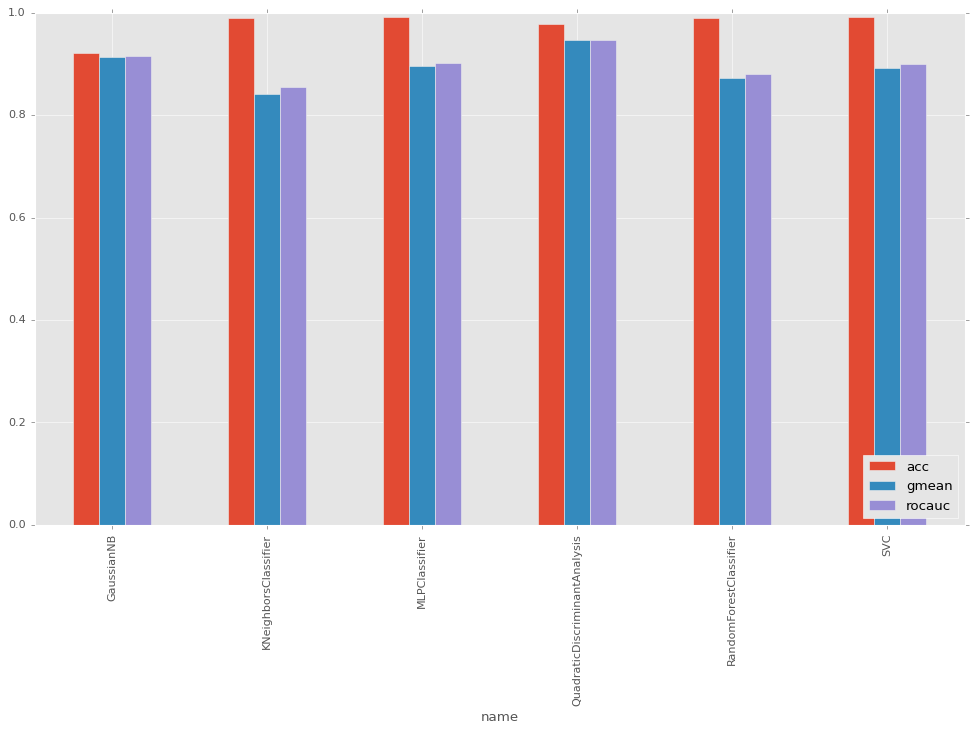 1.0
0.8
0.6
0.4
0.2
0.0
acc
gmean
rocauc
GaussianNB
KNeighborsClassifier
MLPClassifier
QuadraticDiscriminantAnalysis
RandomForestClassifier
SVC
name